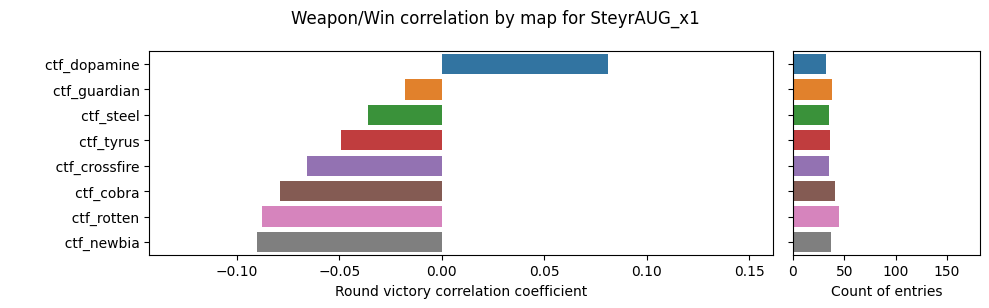 Weapon/Win correlation by map for SteyrAUG_x1
ctf_dopamine
ctf_guardian
ctf_steel
ctf_tyrus
ctf_crossfire
ctf_cobra
ctf_rotten
ctf_newbia
−0.10 −0.05 0.00 0.05 0.10 0.15
Round victory correlation coefficient
0 50 100 150
Count of entries